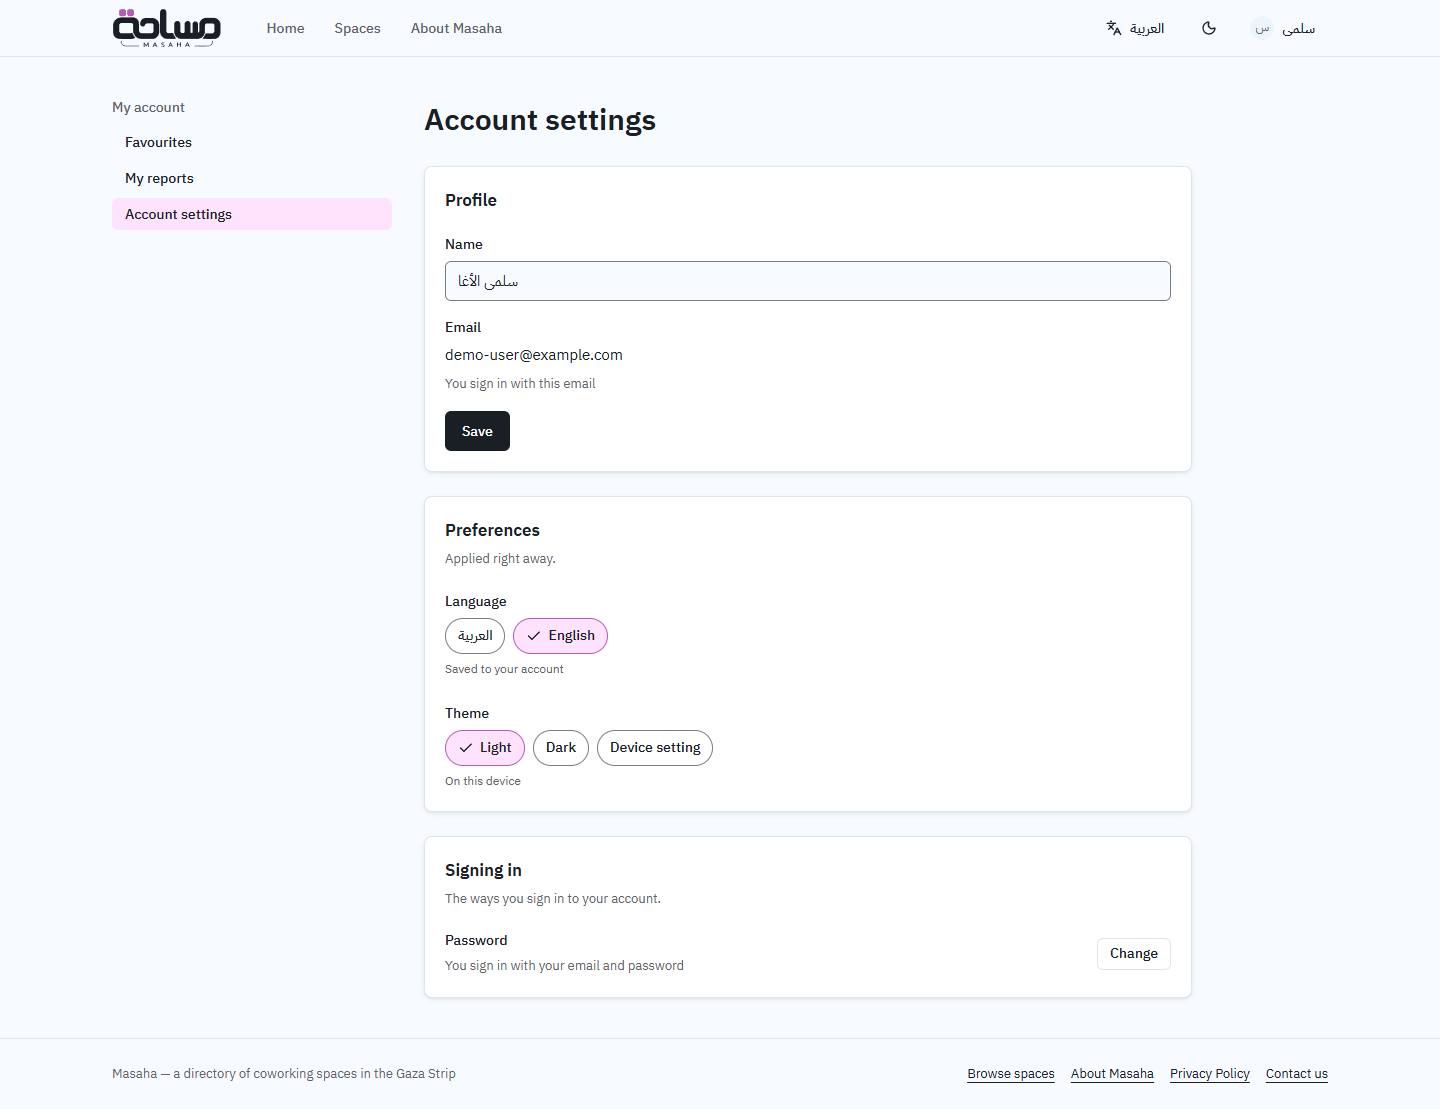 مساحة
MASAHA
Home Spaces About Masaha
العربية
س سلمى
My account
Favourites
My reports
Account settings
Account settings
Profile
Name
سلمى الأغا
Email
demo-user@example.com
You sign in with this email
Save
Preferences
Applied right away.
Language
العربية English
Saved to your account
Theme
Light Dark Device setting
On this device
Signing in
The ways you sign in to your account.
Password
You sign in with your email and password
Change
Masaha — a directory of coworking spaces in the Gaza Strip
Browse spaces About Masaha Privacy Policy Contact us